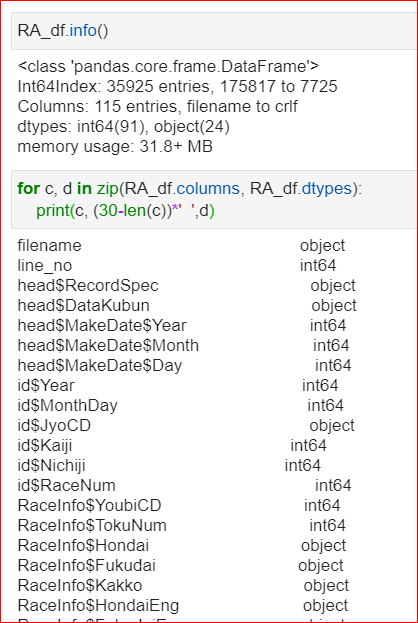 RA_df.info()
<class 'pandas.core.frame.DataFrame'>
Int64Index: 35925 entries, 175817 to 7725
Columns: 115 entries, filename to crlf
dtypes: int64(91), object(24)
memory usage: 31.8+ MB
for c, d in zip(RA_df.columns, RA_df.dtypes):
    print(c, (30-len(c))*'  ',d)
filename object
line_no int64
head$RecordSpec object
head$DataKubun object
head$MakeDate$Year int64
head$MakeDate$Month int64
head$MakeDate$Day int64
id$Year int64
id$MonthDay int64
id$JyoCD object
id$Kaiji int64
id$Nichiji int64
id$RaceNum int64
RaceInfo$YoubiCD int64
RaceInfo$TokuNum int64
RaceInfo$Hondai object
RaceInfo$Fukudai object
RaceInfo$Kakko object
RaceInfo$HondaiEng object